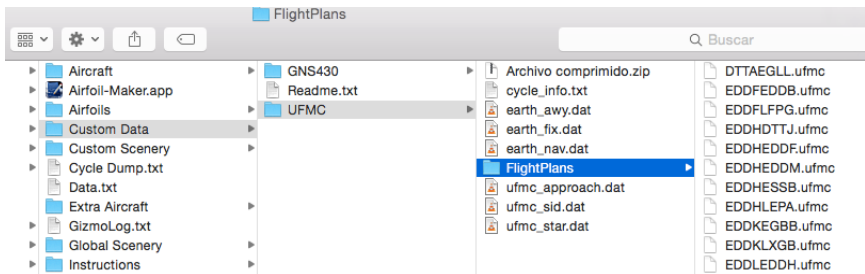 FlightPlans
Buscar
Aircraft
Airfoil-Maker.app
Airfoils
Custom Data
Custom Scenery
Cycle Dump.txt
Data.txt
Extra Aircraft
GizmoLog.txt
Global Scenery
Instructions
GNS430
Readme.txt
UFMC
Archivo comprimido.zip
cycle_info.txt
earth_awy.dat
earth_fix.dat
earth_nav.dat
FlightPlans
ufmc_approach.dat
ufmc_sid.dat
ufmc_star.dat
DTTAEGLL.ufmc
EDDFEDDB.ufmc
EDDFLFPG.ufmc
EDDHDTTJ.ufmc
EDDHEDDF.ufmc
EDDHEDDM.ufmc
EDDHESSB.ufmc
EDDHLEPA.ufmc
EDDKEGBB.ufmc
EDDKLXGB.ufmc
EDDLEDDH.ufmc